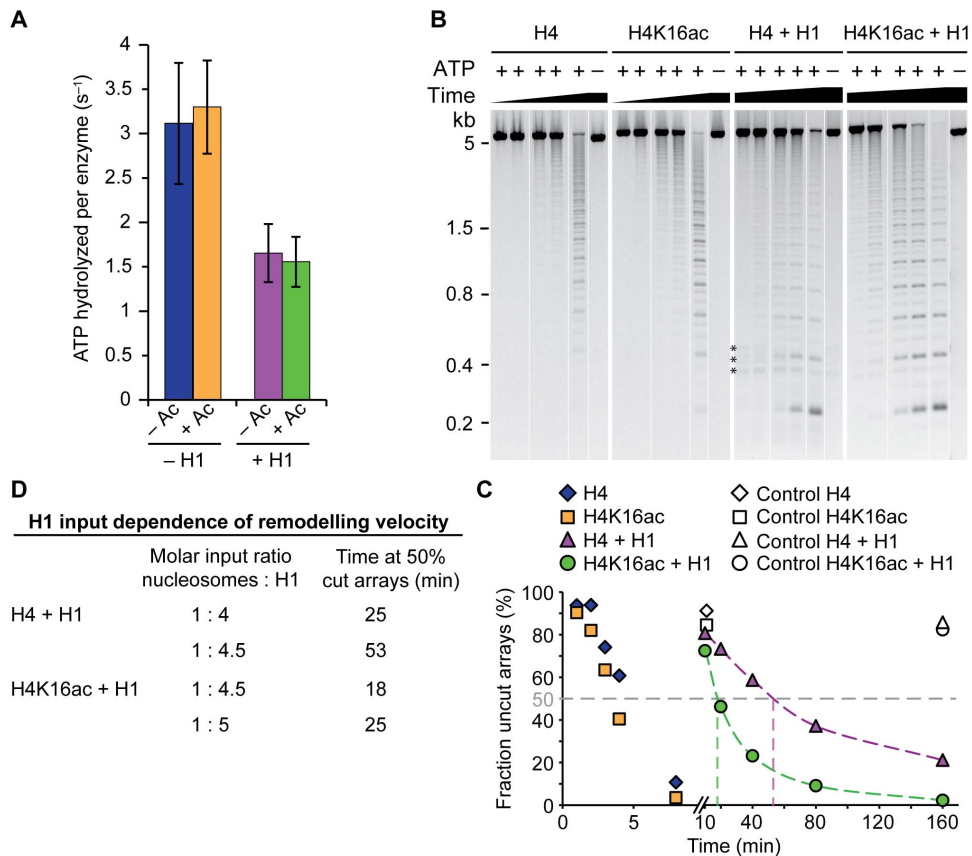 A
ATP hydrolyzed per enzyme (s⁻¹)
4
3.5
3
2.5
2
1.5
1
0.5
0
– Ac
+ Ac
– Ac
+ Ac
– H1
+ H1
B
H4 H4K16ac H4 + H1 H4K16ac + H1
ATP ++ ++ + – ++ ++ + – + + + + + – + + + + + –
Time
kb
5
1.5
0.8
0.4
0.2
*
*
*
D
H1 input dependence of remodelling velocity
Molar input ratio Time at 50%
nucleosomes : H1 cut arrays (min)
H4 + H1 1 : 4 25
1 : 4.5 53
H4K16ac + H1 1 : 4.5 18
1 : 5 25
C
H4 Control H4
H4K16ac Control H4K16ac
H4 + H1 Control H4 + H1
H4K16ac + H1 Control H4K16ac + H1
Fraction uncut arrays (%)
100
80
60
50
40
20
0
0 5 10 40 80 120 160
Time (min)